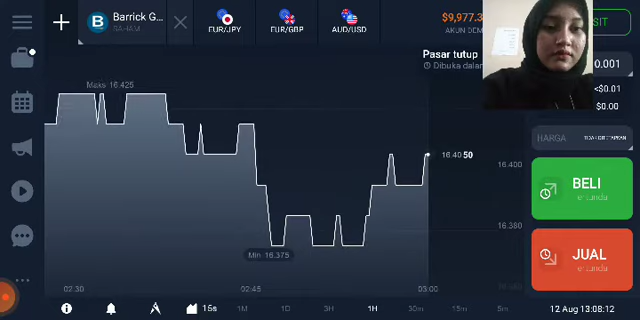 Barrick G...
SAHAM
EUR/JPY
EUR/GBP
AUD/USD
$9,977.3
AKUN DEM
SIT
Pasar tutup
Dibuka dalam
0.001
<$0.01
$0.00
Maks 16.425
HARGA
16.4050
16.400
BELI
16.380
Min 16.375
JUAL
02:30
02:45
03:00
15s
1M
1D
3H
1H
30m
15m
5m
12 Aug 13:08:12